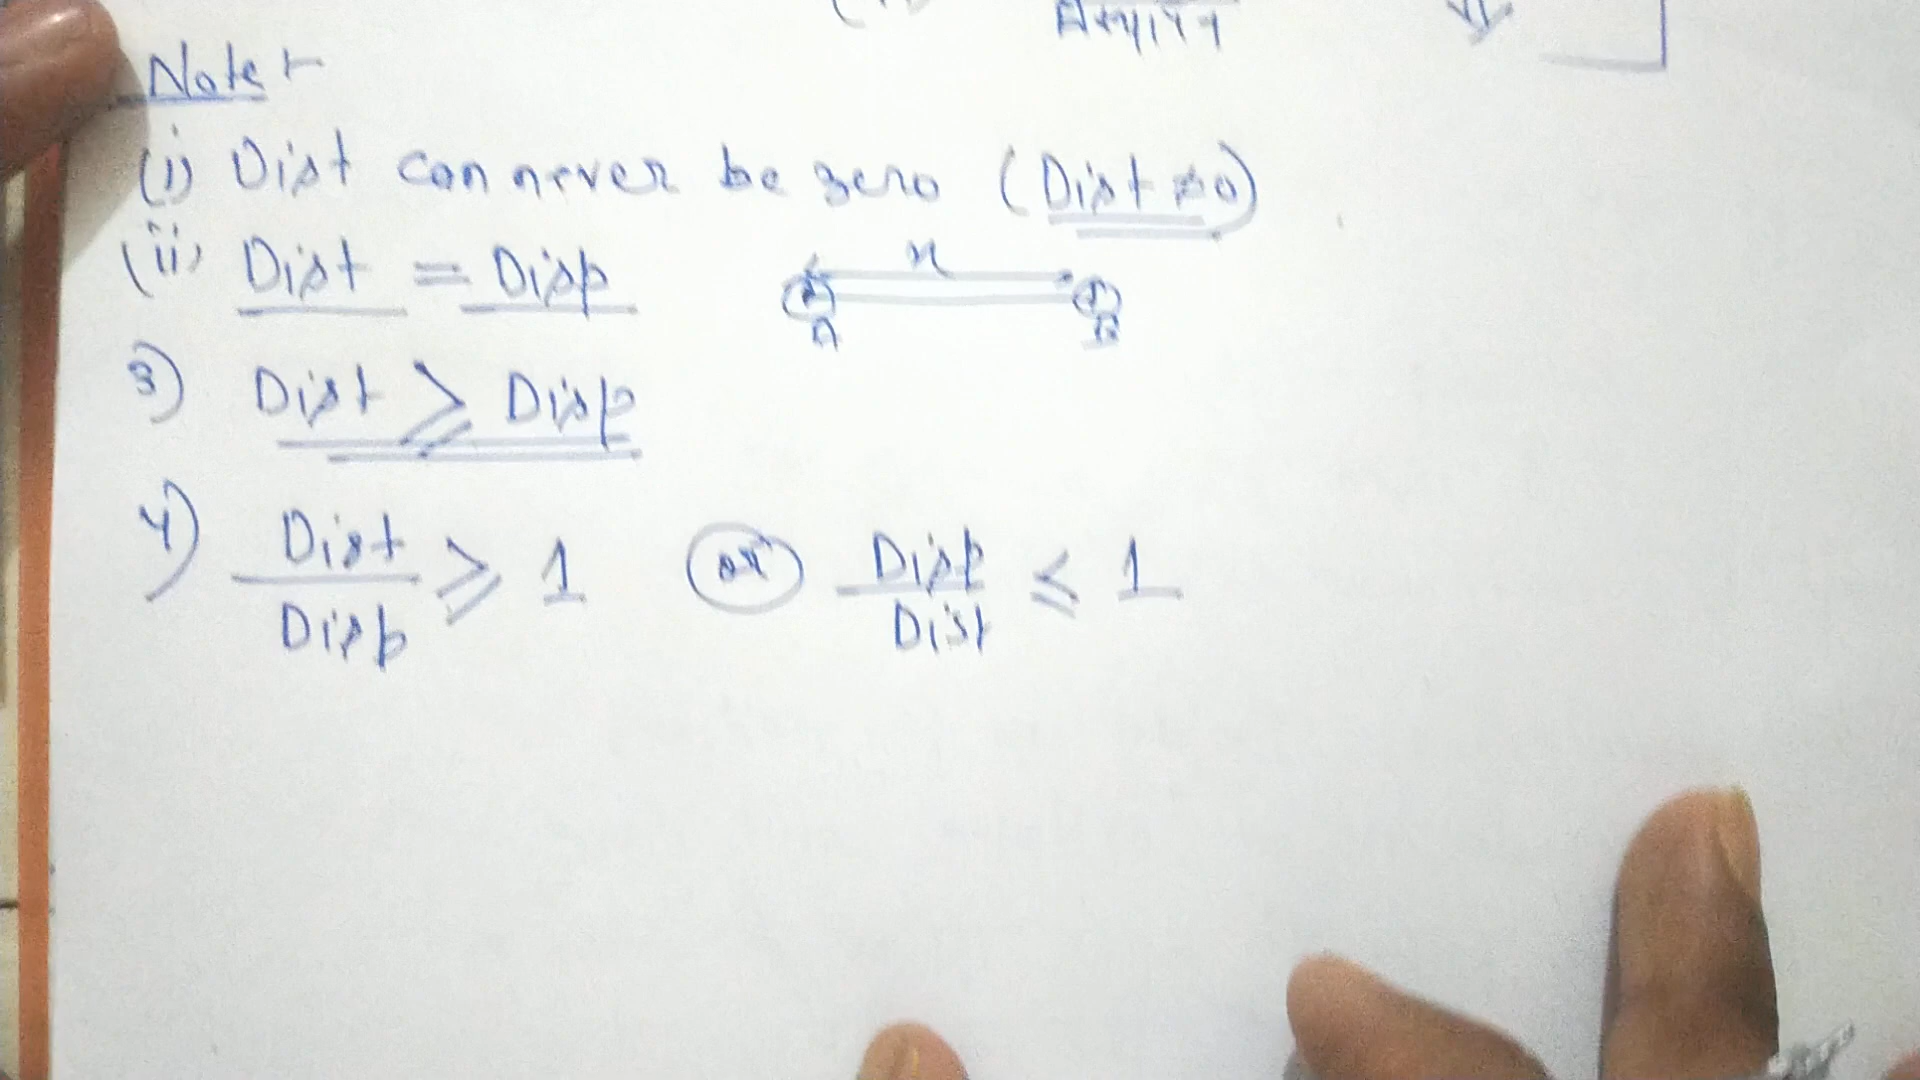 Note :-
(i) Dist can never be zero (Dist ≠ 0)
(ii) Dist = Disp
x
A B
3) Dist ⩾ Disp
4) Dist / Disp ⩾ 1 or Disp / Dist ⩽ 1